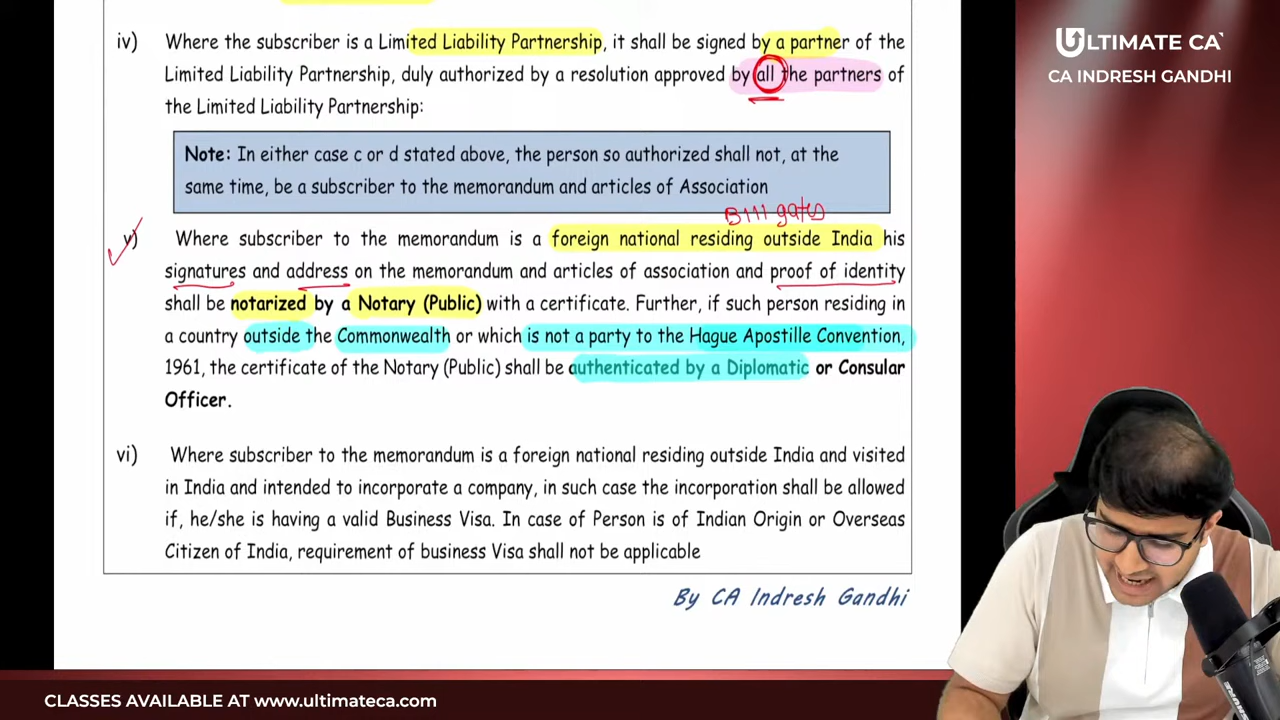 iv) Where the subscriber is a Limited Liability Partnership, it shall be signed by a partner of the
Limited Liability Partnership, duly authorized by a resolution approved by all the partners of
the Limited Liability Partnership:
Note: In either case c or d stated above, the person so authorized shall not, at the
same time, be a subscriber to the memorandum and articles of Association
Bill gates
v) Where subscriber to the memorandum is a foreign national residing outside India his
signatures and address on the memorandum and articles of association and proof of identity
shall be notarized by a Notary (Public) with a certificate. Further, if such person residing in
a country outside the Commonwealth or which is not a party to the Hague Apostille Convention,
1961, the certificate of the Notary (Public) shall be authenticated by a Diplomatic or Consular
Officer.
vi) Where subscriber to the memorandum is a foreign national residing outside India and visited
in India and intended to incorporate a company, in such case the incorporation shall be allowed
if, he/she is having a valid Business Visa. In case of Person is of Indian Origin or Overseas
Citizen of India, requirement of business Visa shall not be applicable
By CA Indresh Gandhi
ULTIMATE CA
CA INDRESH GANDHI
CLASSES AVAILABLE AT www.ultimateca.com